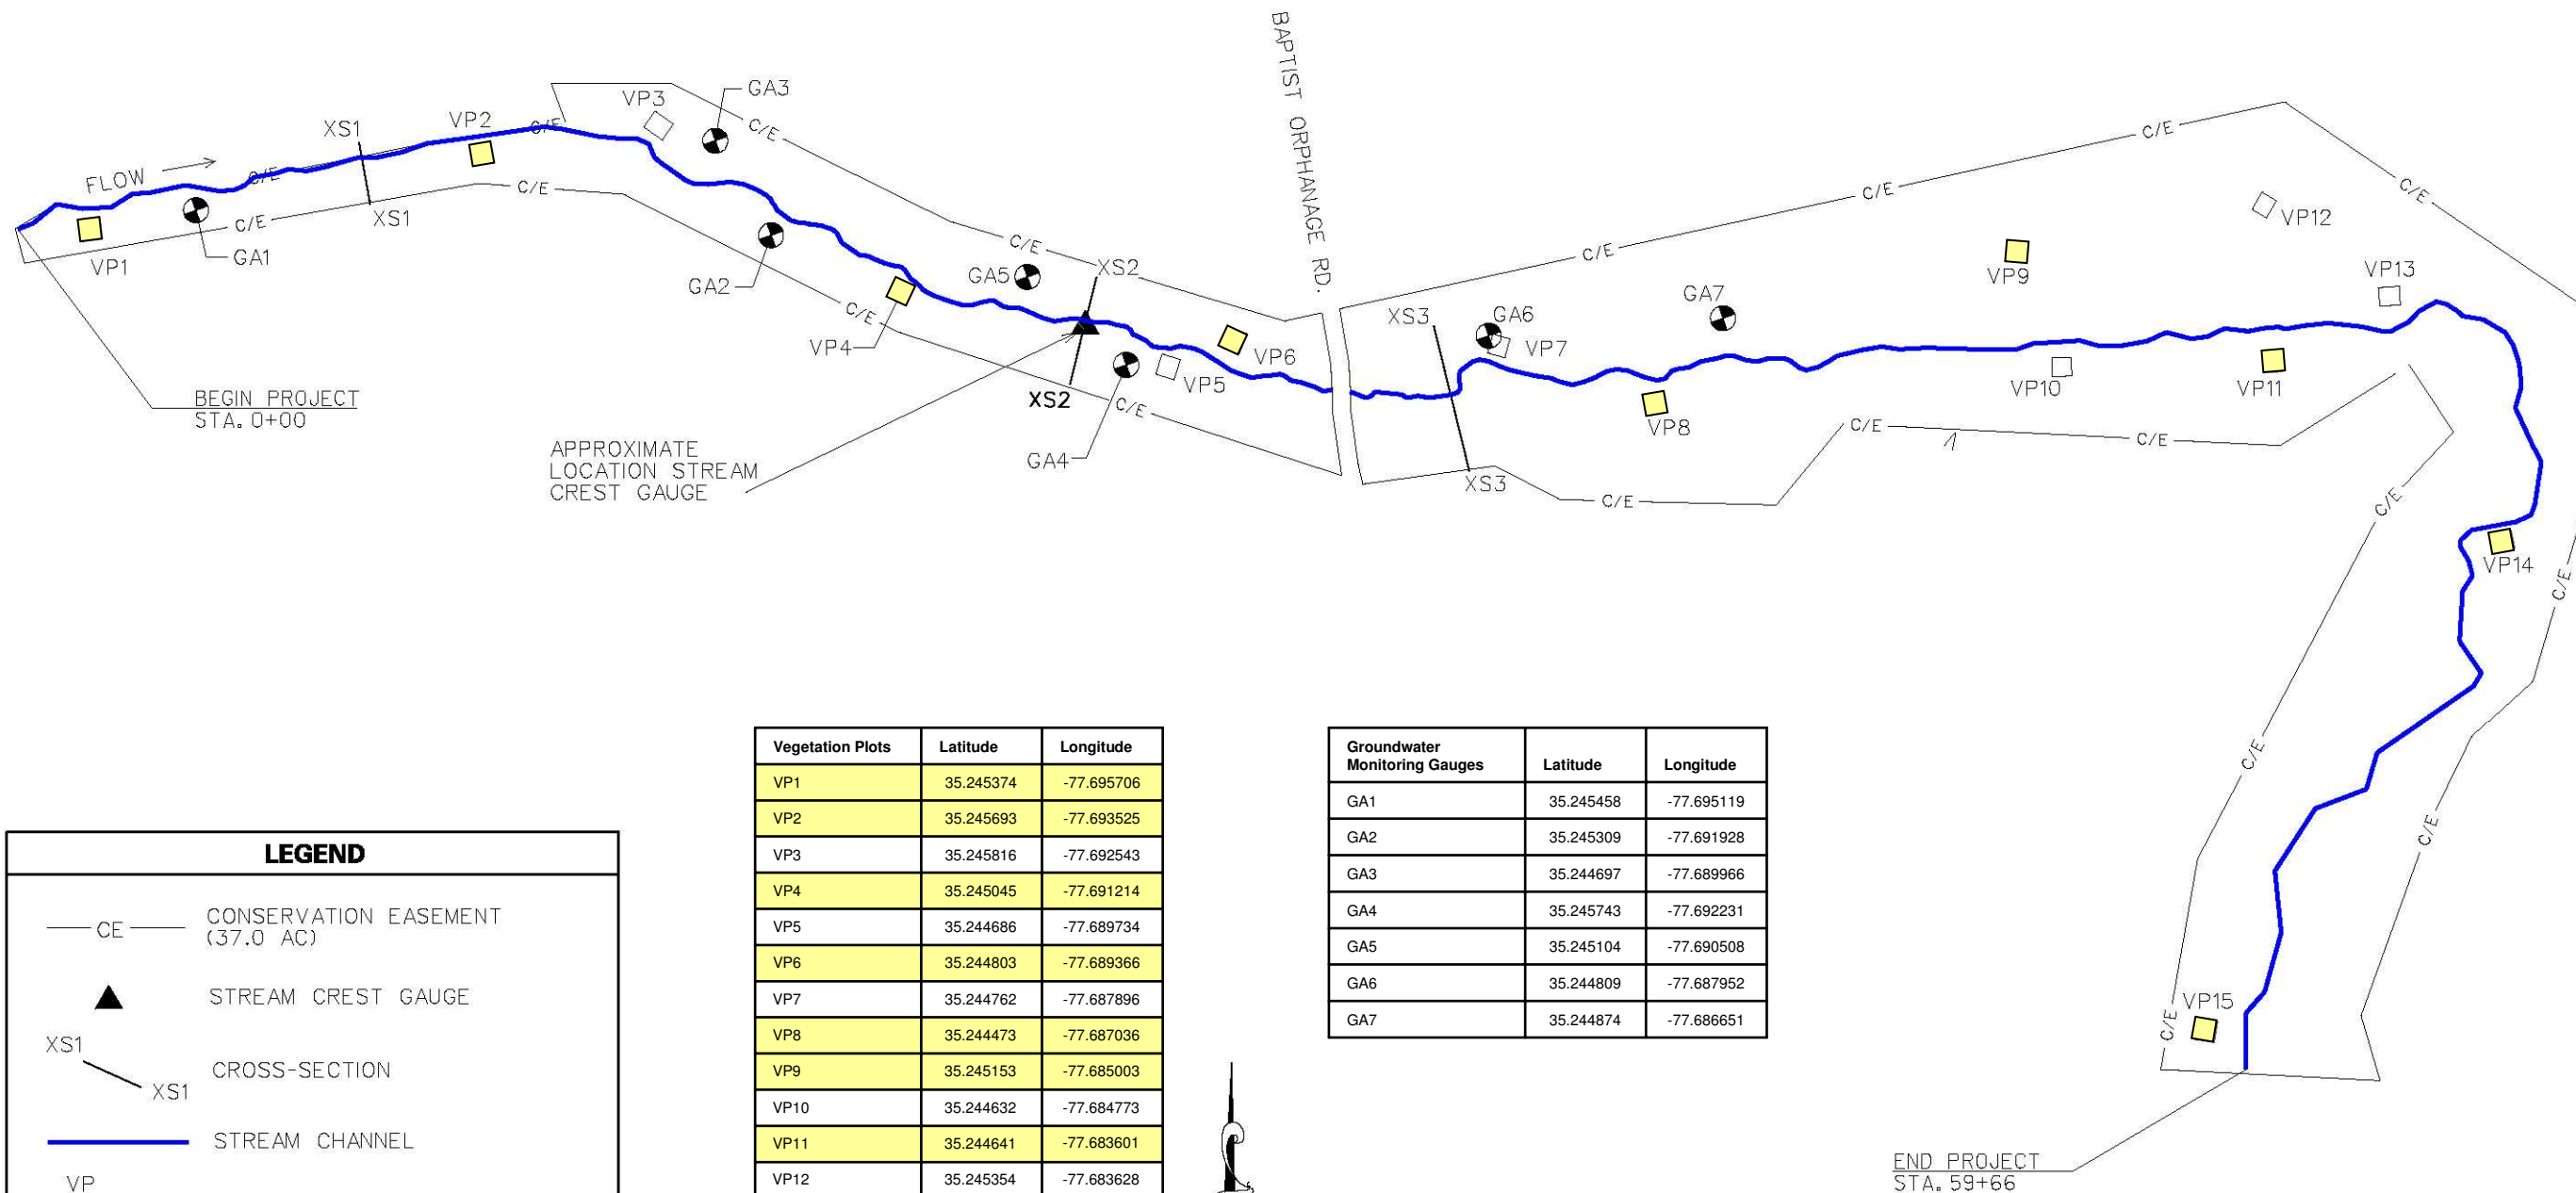 BAPTIST ORPHANAGE RD.
GA3
VP3
C/E
VP2
XS1
C/E
C/E
C/E
FLOW
C/E
C/E
C/E
XS1
C/E
VP12
VP1
GA1
C/E
C/E
VP9
VP13
GA2
GA5
XS2
GA7
C/E
XS3
GA6
VP7
VP4
VP6
VP5
VP10
VP11
BEGIN PROJECT
STA. 0+00
XS2
C/E
VP8
C/E
C/E
APPROXIMATE
LOCATION STREAM
CREST GAUGE
GA4
XS3
C/E
C/E
VP14
C/E
C/E
C/E
VP15
C/E
END PROJECT
STA. 59+66
Vegetation Plots Latitude Longitude
VP1 35.245374 -77.695706
VP2 35.245693 -77.693525
VP3 35.245816 -77.692543
VP4 35.245045 -77.691214
VP5 35.244686 -77.689734
VP6 35.244803 -77.689366
VP7 35.244762 -77.687896
VP8 35.244473 -77.687036
VP9 35.245153 -77.685003
VP10 35.244632 -77.684773
VP11 35.244641 -77.683601
VP12 35.245354 -77.683628
Groundwater
Monitoring Gauges Latitude Longitude
GA1 35.245458 -77.695119
GA2 35.245309 -77.691928
GA3 35.244697 -77.689966
GA4 35.245743 -77.692231
GA5 35.245104 -77.690508
GA6 35.244809 -77.687952
GA7 35.244874 -77.686651
LEGEND
CE CONSERVATION EASEMENT
(37.0 AC)
STREAM CREST GAUGE
XS1
CROSS-SECTION
XS1
STREAM CHANNEL
VP